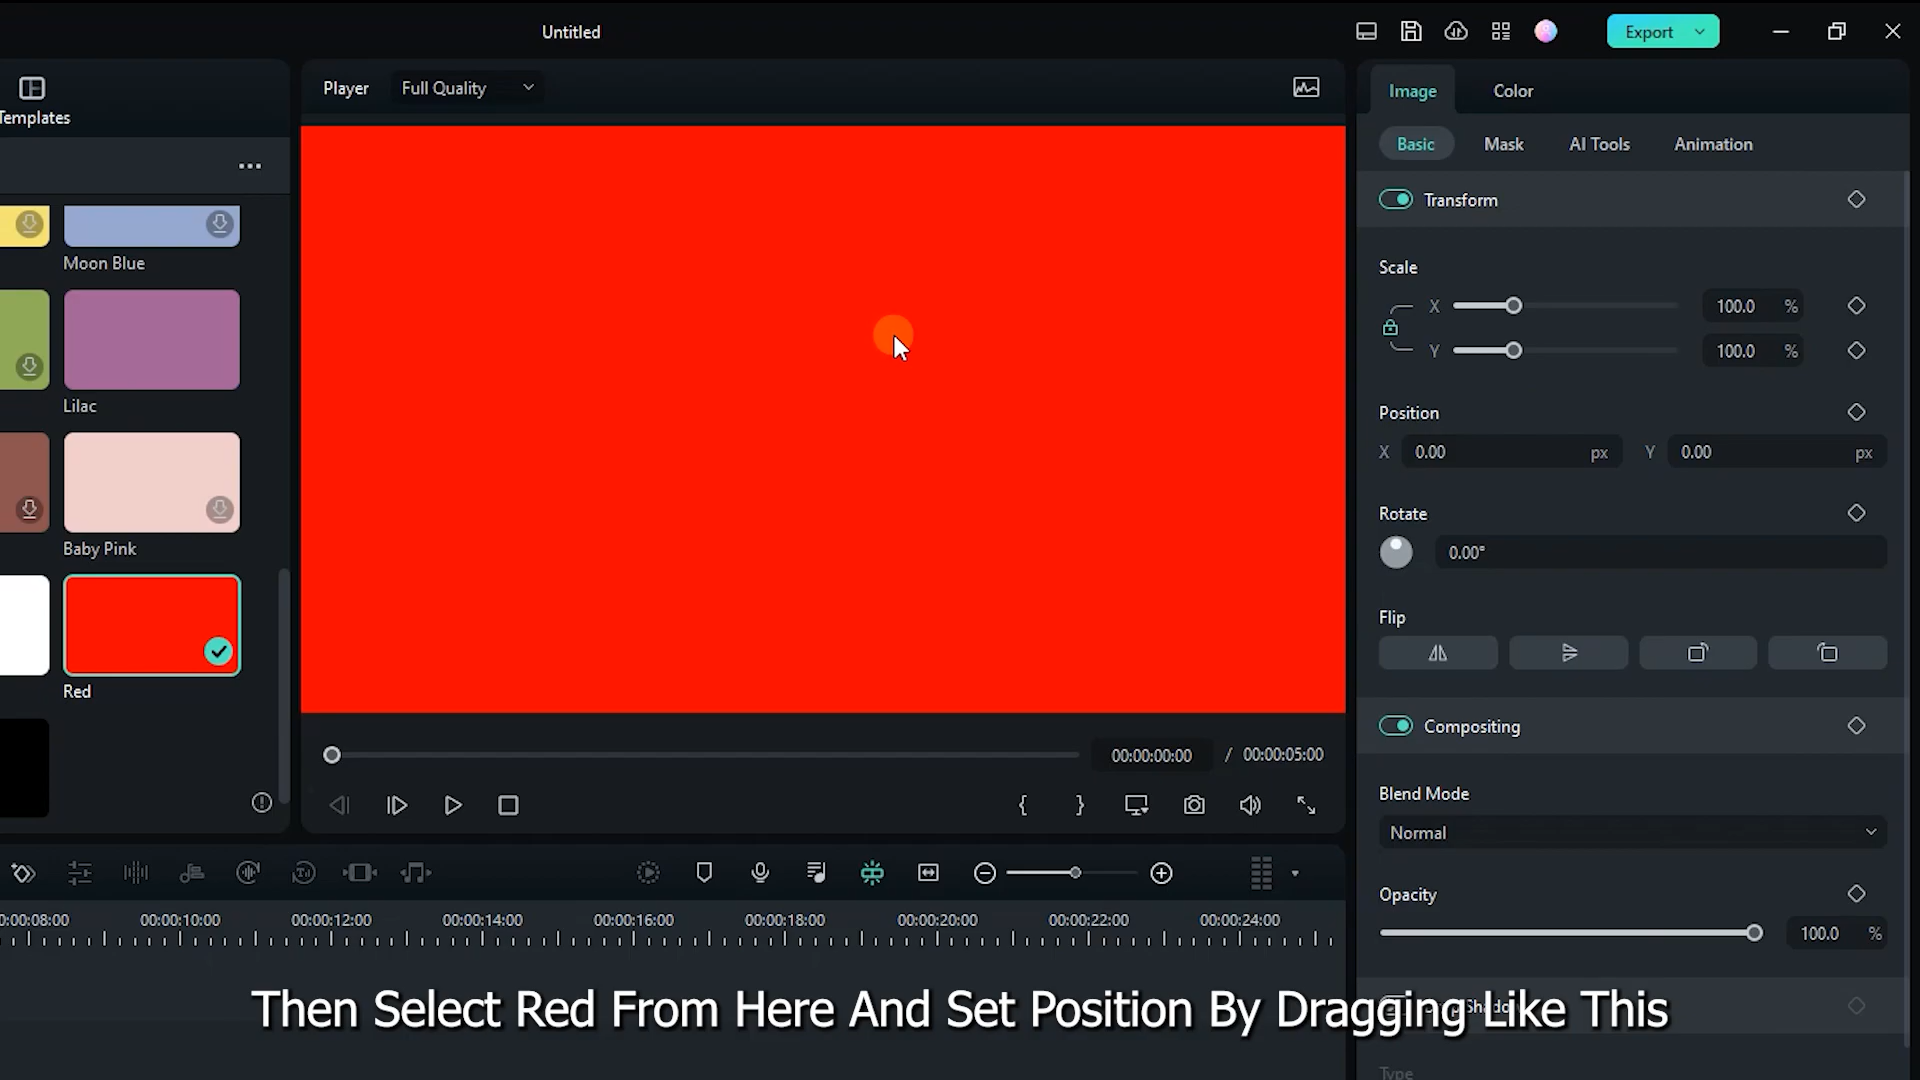 Untitled
Export
Templates
Player
Full Quality
Image
Color
Basic
Mask
AI Tools
Animation
Transform
Moon Blue
Scale
X
100.0
%
Y
100.0
%
Lilac
Position
X
0.00
px
Y
0.00
px
Rotate
0.00°
Baby Pink
Flip
Red
Compositing
00:00:00:00
/ 00:00:05:00
Blend Mode
Normal
Opacity
100.0
%
0:00:08:00
00:00:10:00
00:00:12:00
00:00:14:00
00:00:16:00
00:00:18:00
00:00:20:00
00:00:22:00
00:00:24:00
Then Select Red From Here And Set Position By Dragging Like This
Type